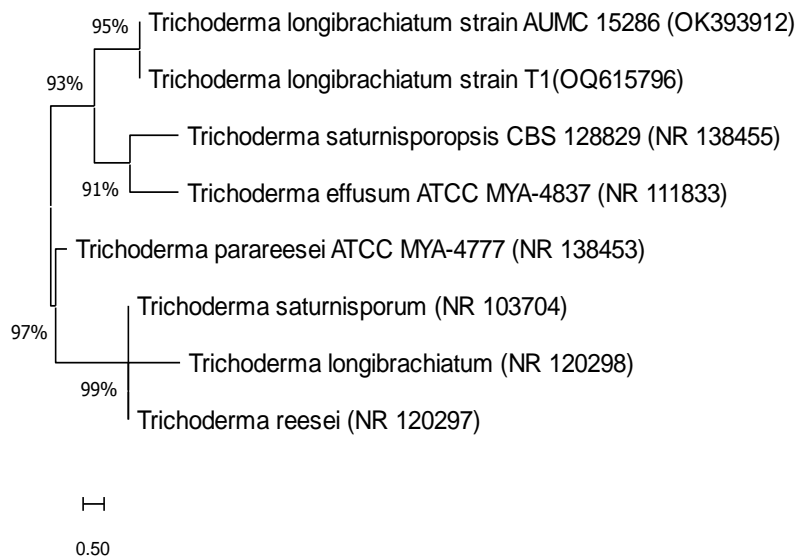 95%
Trichoderma longibrachiatum strain AUMC 15286 (OK393912)
Trichoderma longibrachiatum strain T1(OQ615796)
93%
Trichoderma saturnisporopsis CBS 128829 (NR 138455)
91%
Trichoderma effusum ATCC MYA-4837 (NR 111833)
Trichoderma parareesei ATCC MYA-4777 (NR 138453)
Trichoderma saturnisporum (NR 103704)
97%
Trichoderma longibrachiatum (NR 120298)
99%
Trichoderma reesei (NR 120297)
0.50